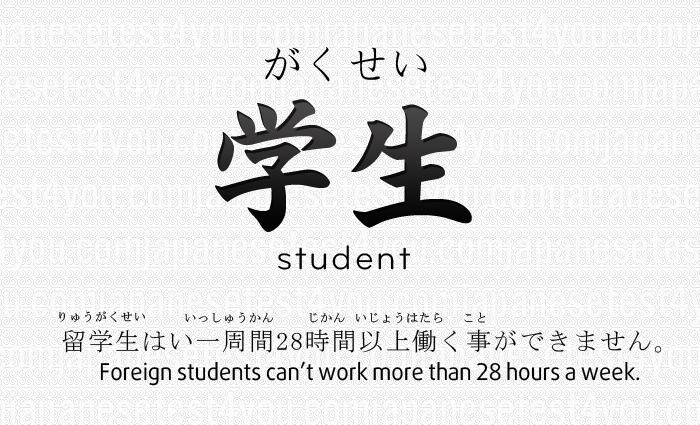 がくせい
学生
student
りゅうがくせい いっしゅうかん じかん いじょうはたら こと
留学生はい一周間28時間以上働く事ができません。
Foreign students can't work more than 28 hours a week.